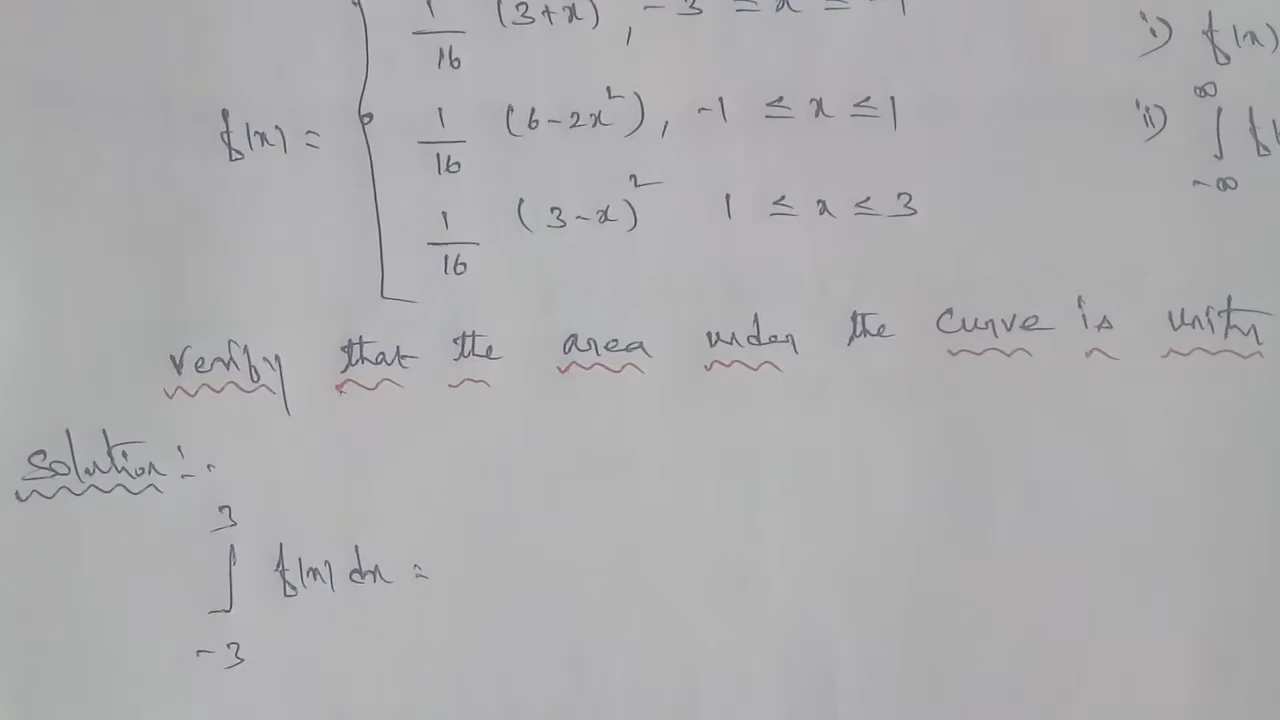 1/16 (3+x), -3 ≤ x ≤ -1
i) f(x)
f(x) =
1/16 (6-2x²), -1 ≤ x ≤ 1
ii) ∫ f(
∞
-∞
1/16 (3-x)² 1 ≤ x ≤ 3
verify that the area under the curve is unity
Solution:-
3
∫ f(x) dx =
-3